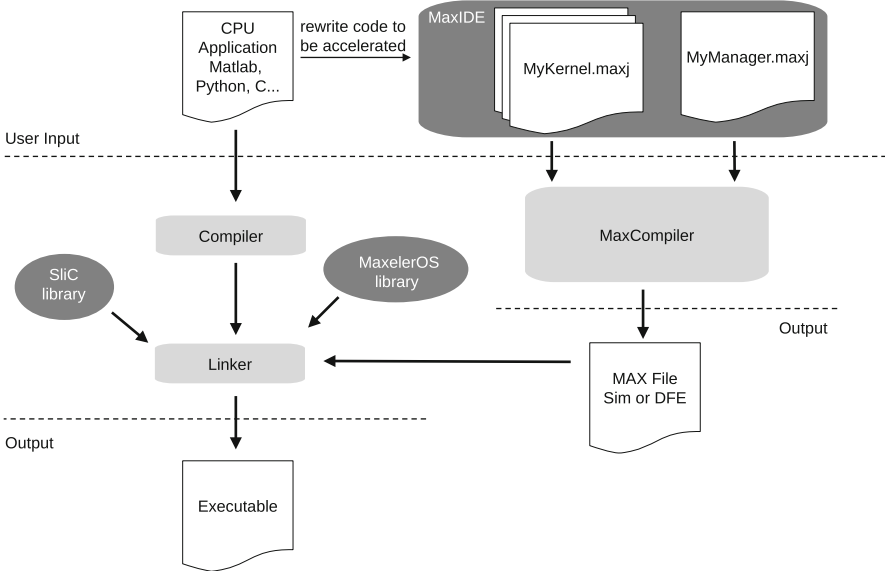 CPU
Application
Matlab,
Python, C...
rewrite code to
be accelerated
MaxIDE
MyKernel.maxj
MyManager.maxj
User Input
Compiler
MaxCompiler
SliC
library
MaxelerOS
library
Output
Linker
MAX File
Sim or DFE
Output
Executable